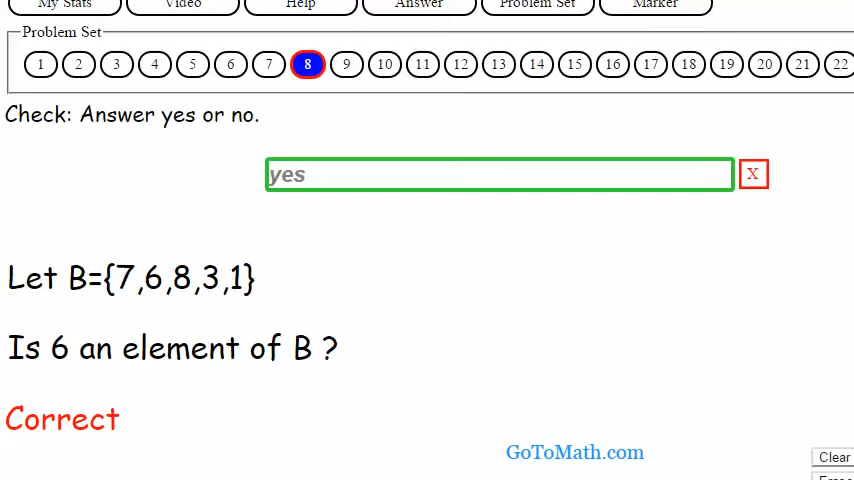 My Stats Video Help Answer Problem Set Marker
Problem Set
1 2 3 4 5 6 7 8 9 10 11 12 13 14 15 16 17 18 19 20 21 22
Check: Answer yes or no.
yes X
Let B={7,6,8,3,1}
Is 6 an element of B ?
Correct
GoToMath.com
Clear